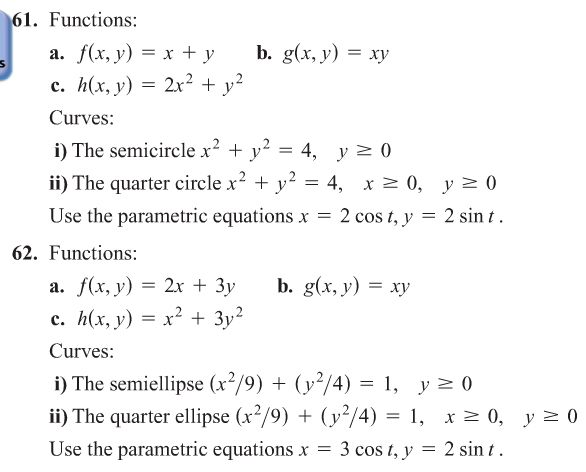 61. Functions:
a. f(x, y) = x + y b. g(x, y) = xy
s
c. h(x, y) = 2x² + y²
Curves:
i) The semicircle x² + y² = 4, y ≥ 0
ii) The quarter circle x² + y² = 4, x ≥ 0, y ≥ 0
Use the parametric equations x = 2 cos t, y = 2 sin t.
62. Functions:
a. f(x, y) = 2x + 3y b. g(x, y) = xy
c. h(x, y) = x² + 3y²
Curves:
i) The semiellipse (x²/9) + (y²/4) = 1, y ≥ 0
ii) The quarter ellipse (x²/9) + (y²/4) = 1, x ≥ 0, y ≥ 0
Use the parametric equations x = 3 cos t, y = 2 sin t.